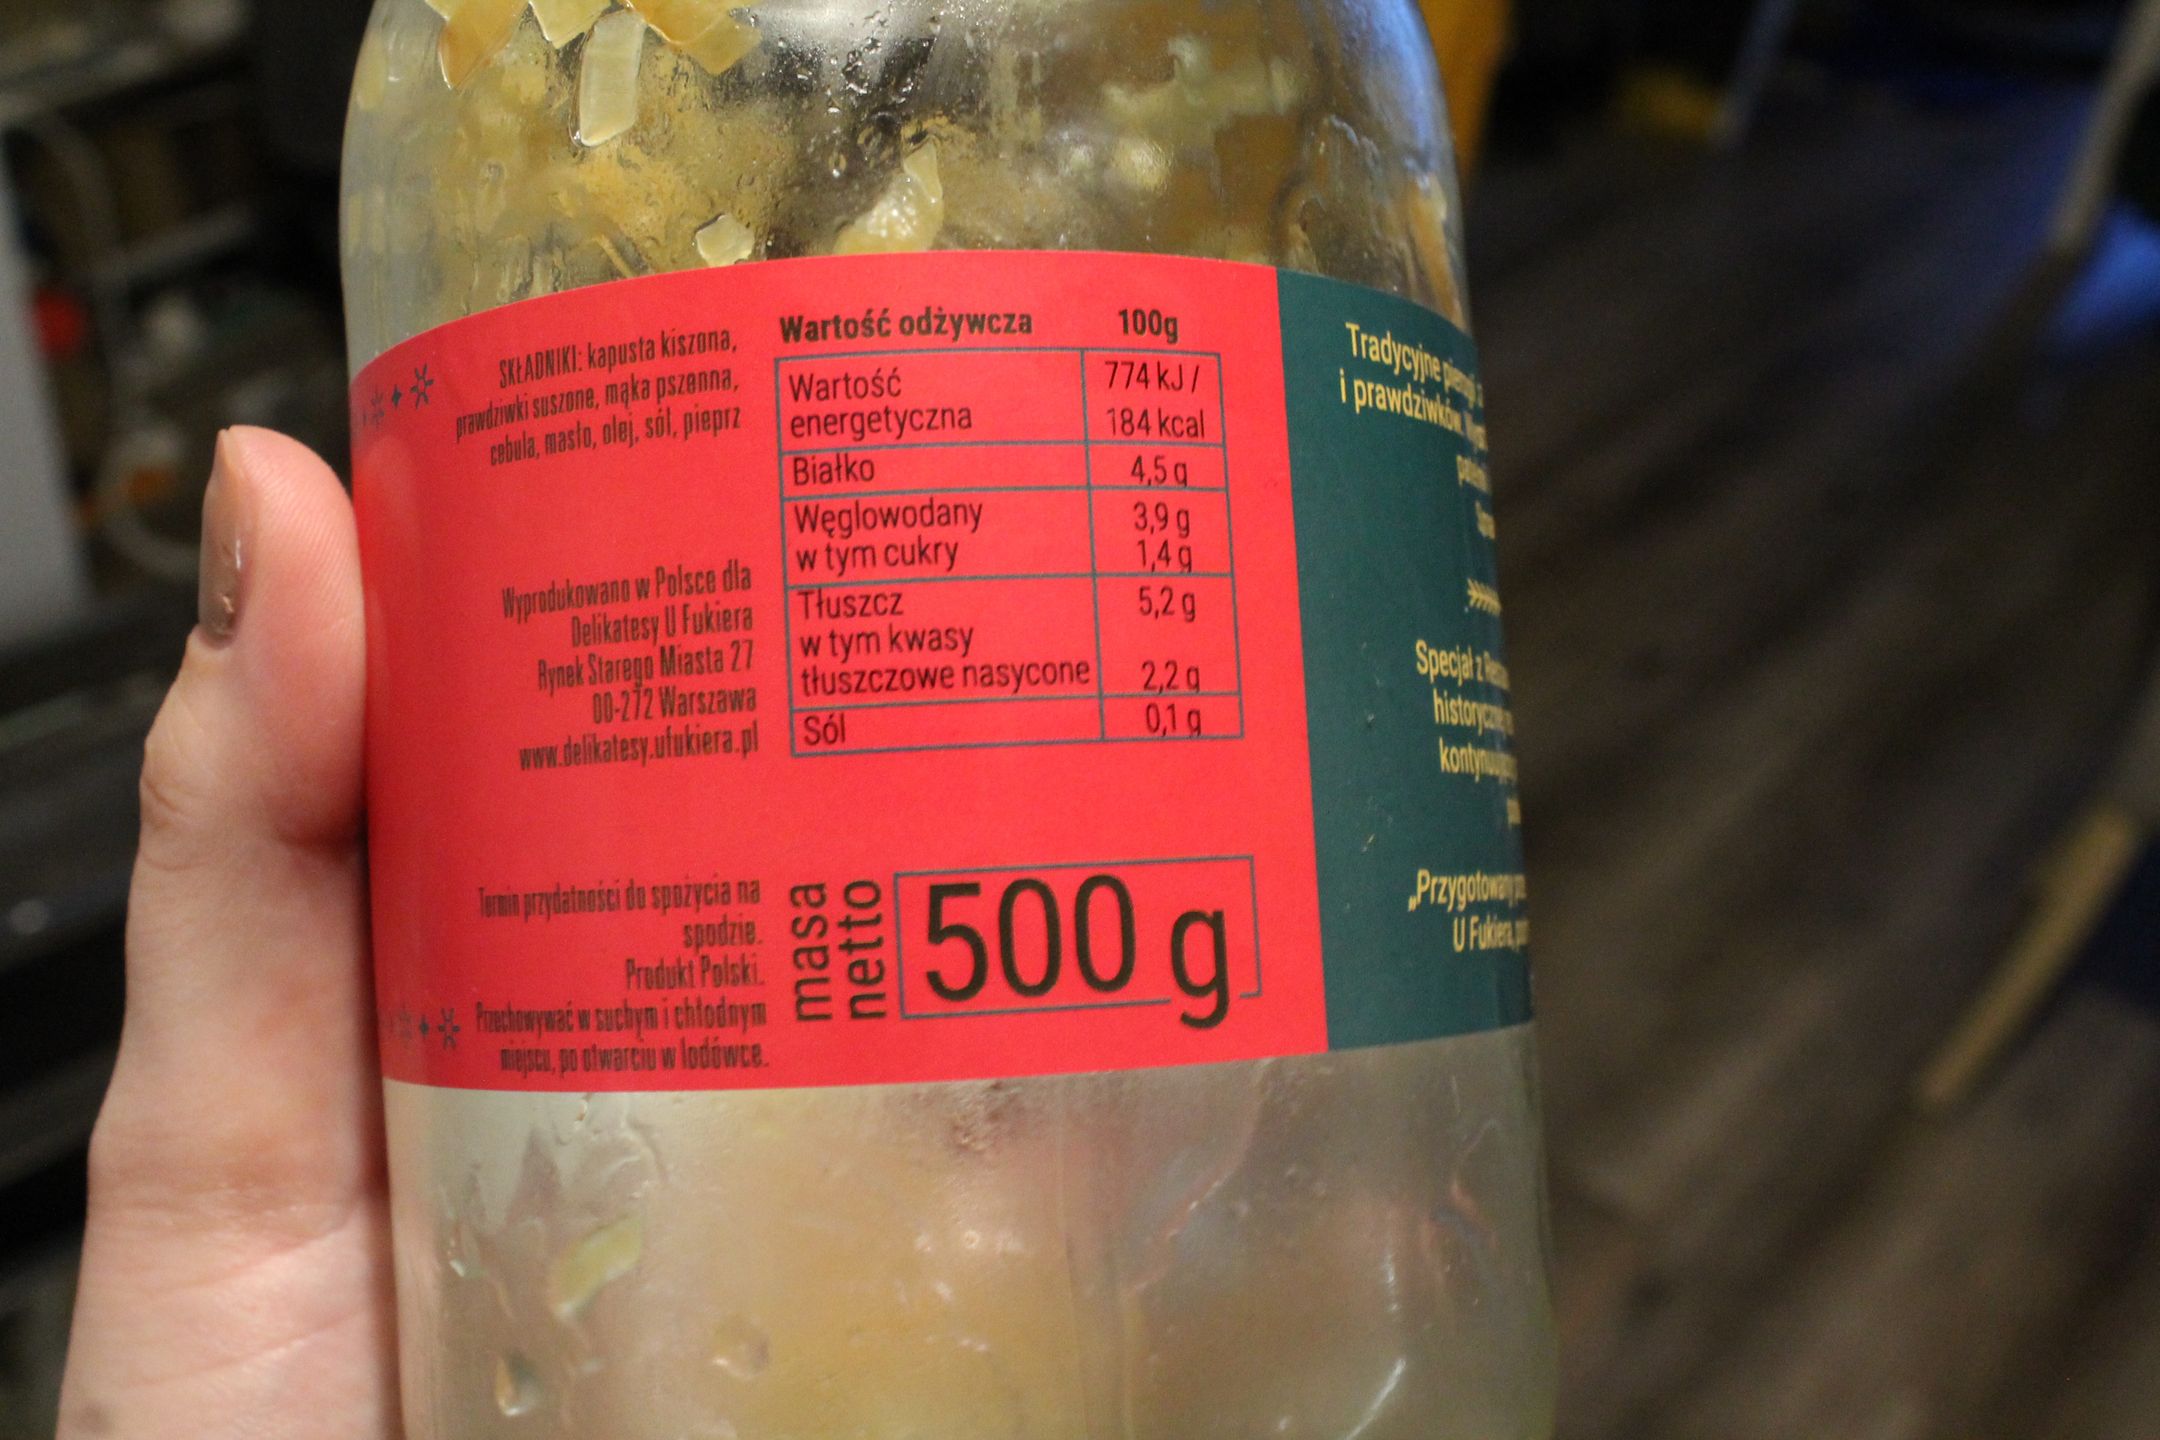 SKŁADNIKI: kapusta kiszona,
prawdziwki suszone, mąka pszenna,
cebula, masło, olej, sól, pieprz
Wyprodukowano w Polsce dla
Delikatesy U Fukiera
Rynek Starego Miasta 27
00-272 Warszawa
www.delikatesy.ufukiera.pl
Termin przydatności do spożycia na
spodzie.
Produkt Polski.
Przechowywać w suchym i chłodnym
miejscu, po otwarciu w lodówce.
Wartość odżywcza 100g
Wartość 774 kJ /
energetyczna 184 kcal
Białko 4,5 g
Węglowodany 3,9 g
w tym cukry 1,4 g
Tłuszcz 5,2 g
w tym kwasy
tłuszczowe nasycone 2,2 g
Sól 0,1 g
masa
netto
500 g
Tradycyjne pierogi z
i prawdziwków.
Specjał z
U Fukiera,